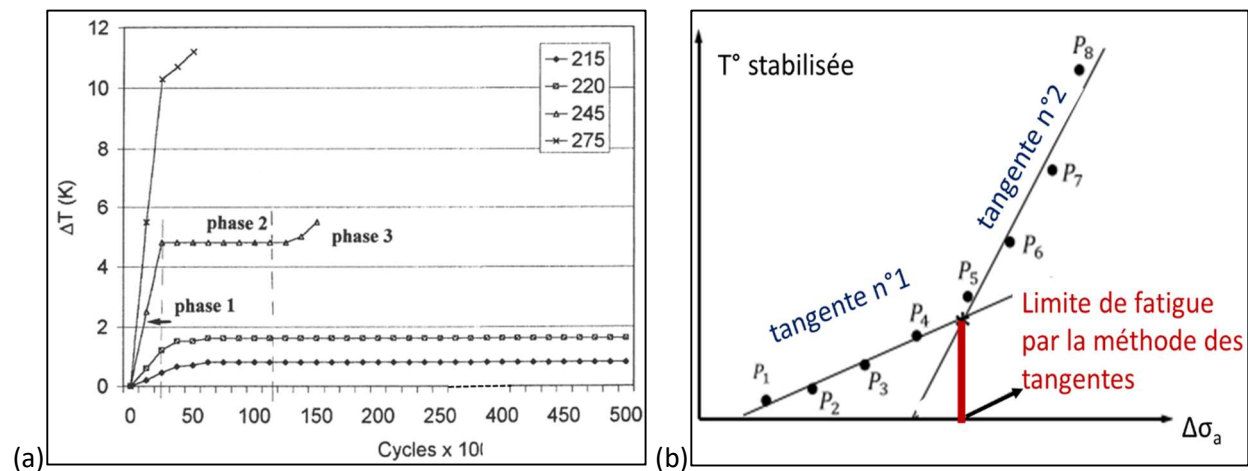 12
10
8
6
4
2
0
ΔT (K)
215
220
245
275
phase 2
phase 3
phase 1
0 50 100 150 200 250 300 350 400 450 500
Cycles x 100
(a)
T° stabilisée
P8
tangente n°2
P7
P6
P5
tangente n°1
P4
P3
P2
P1
Limite de fatigue
par la méthode des
tangentes
Δσa
(b)